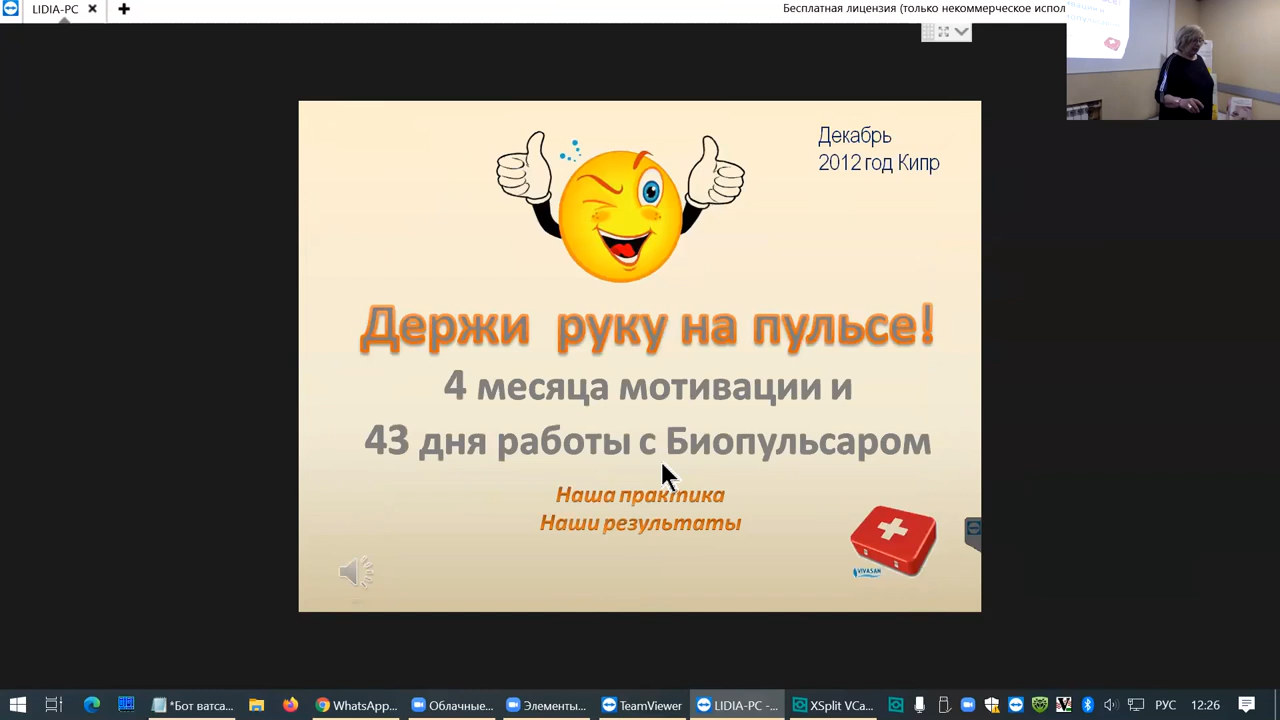 LIDIA-PC
Бесплатная лицензия (только некоммерческое испол
Декабрь
2012 год Кипр
Держи руку на пульсе!
4 месяца мотивации и
43 дня работы с Биопульсаром
Наша практика
Наши результаты
VIVASAN
*Бот ватса...
WhatsApp...
Облачные...
Элементы...
TeamViewer
LIDIA-PC -...
XSplit VCa...
РУС
12:26